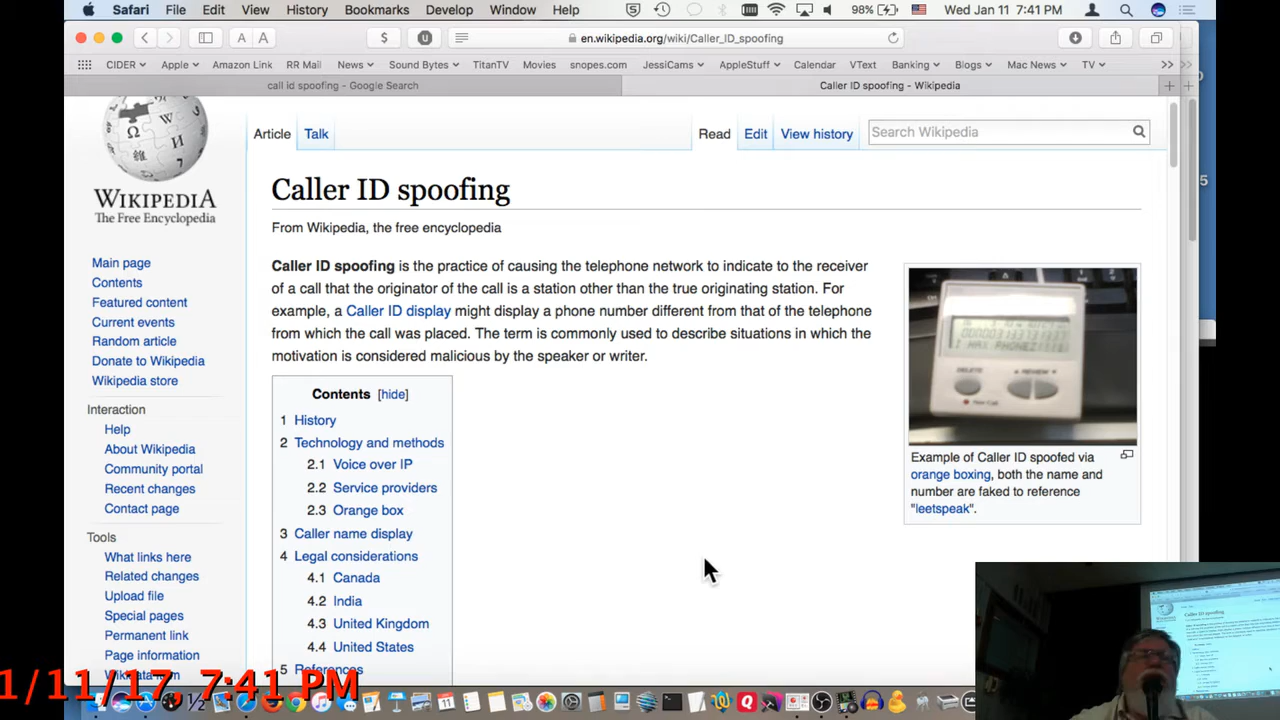 Safari File Edit View History Bookmarks Develop Window Help 98% Wed Jan 11 7:41 PM
A A $ en.wikipedia.org/wiki/Caller_ID_spoofing
CIDER Apple Amazon Link RR Mail News Sound Bytes TitanTV Movies snopes.com JessiCams AppleStuff Calendar VText Banking Blogs Mac News TV
call id spoofing - Google Search Caller ID spoofing - Wikipedia
WIKIPEDIA
The Free Encyclopedia
Article Talk Read Edit View history Search Wikipedia
Caller ID spoofing
From Wikipedia, the free encyclopedia
Caller ID spoofing is the practice of causing the telephone network to indicate to the receiver
of a call that the originator of the call is a station other than the true originating station. For
example, a Caller ID display might display a phone number different from that of the telephone
from which the call was placed. The term is commonly used to describe situations in which the
motivation is considered malicious by the speaker or writer.
Main page
Contents
Featured content
Current events
Random article
Donate to Wikipedia
Wikipedia store
Interaction
Help
About Wikipedia
Community portal
Recent changes
Contact page
Tools
What links here
Related changes
Upload file
Special pages
Permanent link
Page information
Contents [hide]
1 History
2 Technology and methods
2.1 Voice over IP
2.2 Service providers
2.3 Orange box
3 Caller name display
4 Legal considerations
4.1 Canada
4.2 India
4.3 United Kingdom
4.4 United States
5 References
DELETE REVIEW
Example of Caller ID spoofed via
orange boxing, both the name and
number are faked to reference
"leetspeak".
1/11/17 7:41 PM